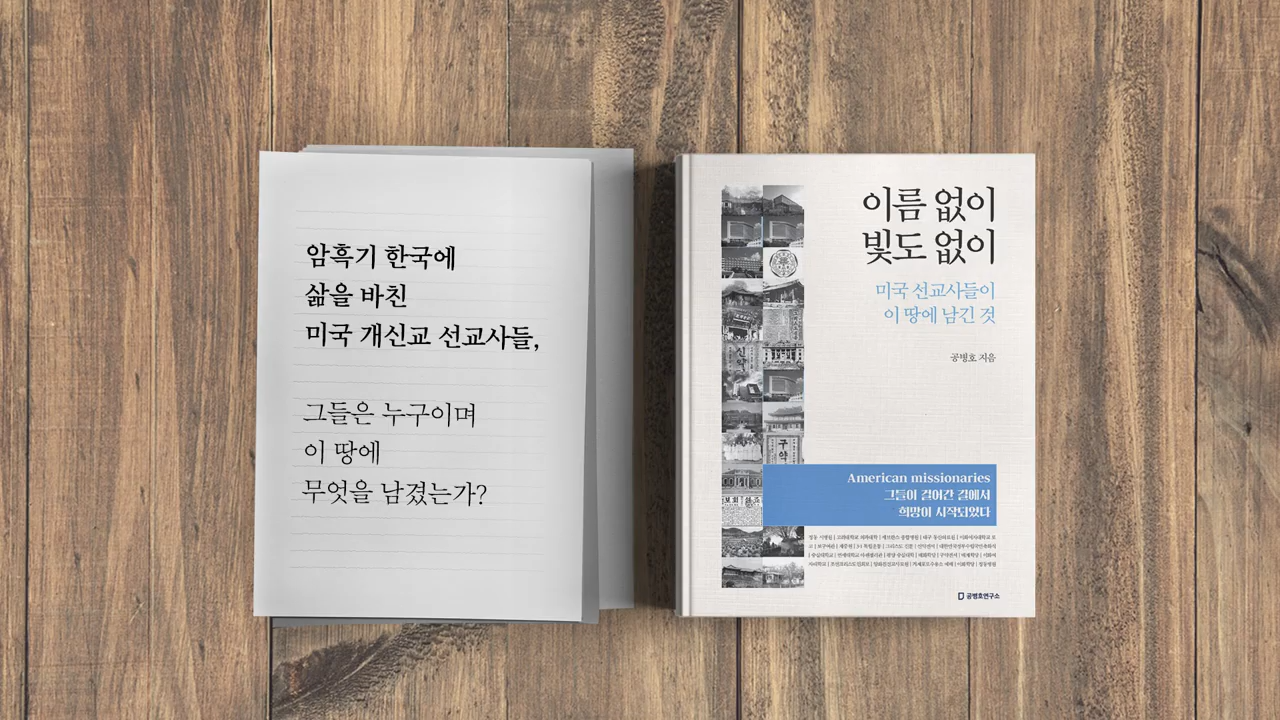 암흑기 한국에
삶을 바친
미국 개신교 선교사들,
그들은 누구이며
이 땅에
무엇을 남겼는가?
이름 없이
빛도 없이
미국 선교사들이
이 땅에 남긴 것
공병호 지음
구약
American missionaries
그들이 걸어간 길에서
희망이 시작되었다
공병호연구소